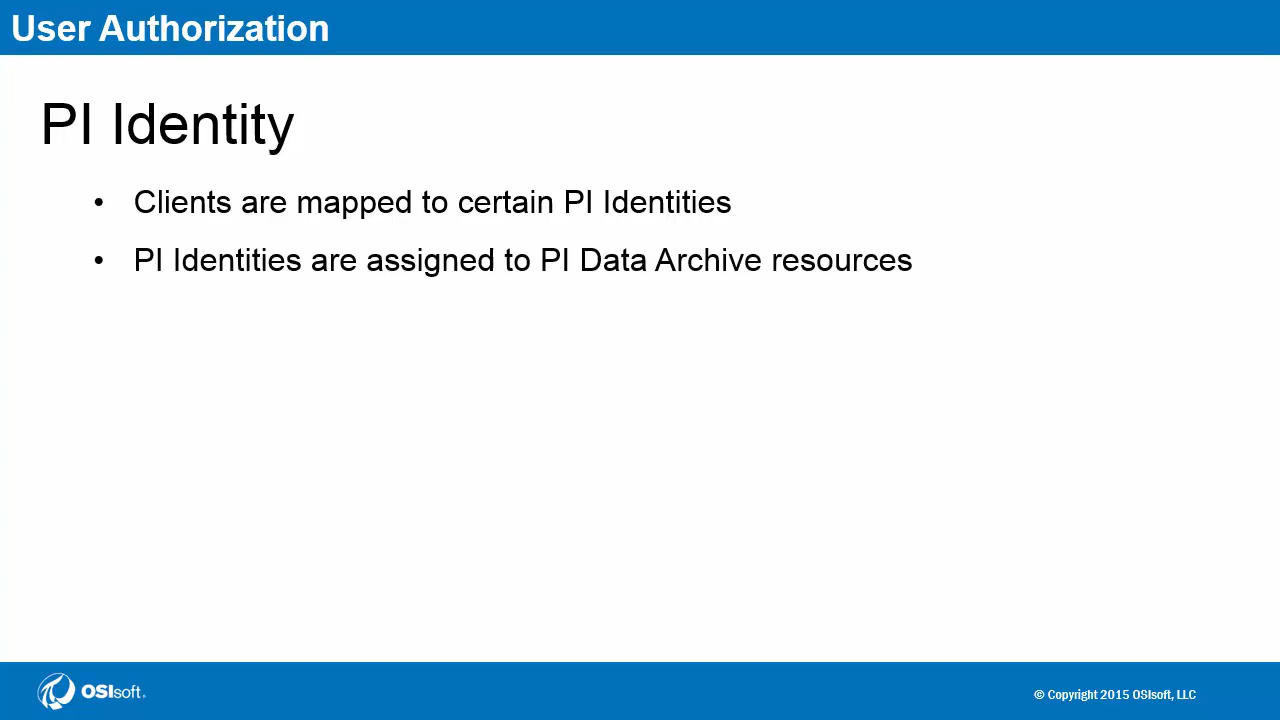 User Authorization
PI Identity
• Clients are mapped to certain PI Identities
• PI Identities are assigned to PI Data Archive resources
OSIsoft.
© Copyright 2015 OSIsoft, LLC